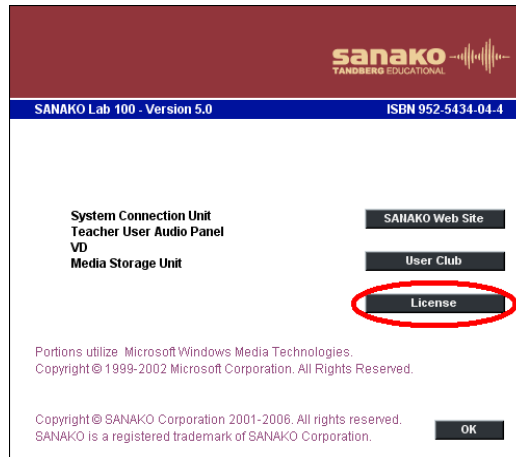 sanako
TANDBERG EDUCATIONAL
SANAKO Lab 100 - Version 5.0
ISBN 952-5434-04-4
System Connection Unit
Teacher User Audio Panel
VD
Media Storage Unit
SANAKO Web Site
User Club
License
Portions utilize Microsoft Windows Media Technologies.
Copyright © 1999-2002 Microsoft Corporation. All Rights Reserved.
Copyright © SANAKO Corporation 2001-2006. All rights reserved.
SANAKO is a registered trademark of SANAKO Corporation.
OK